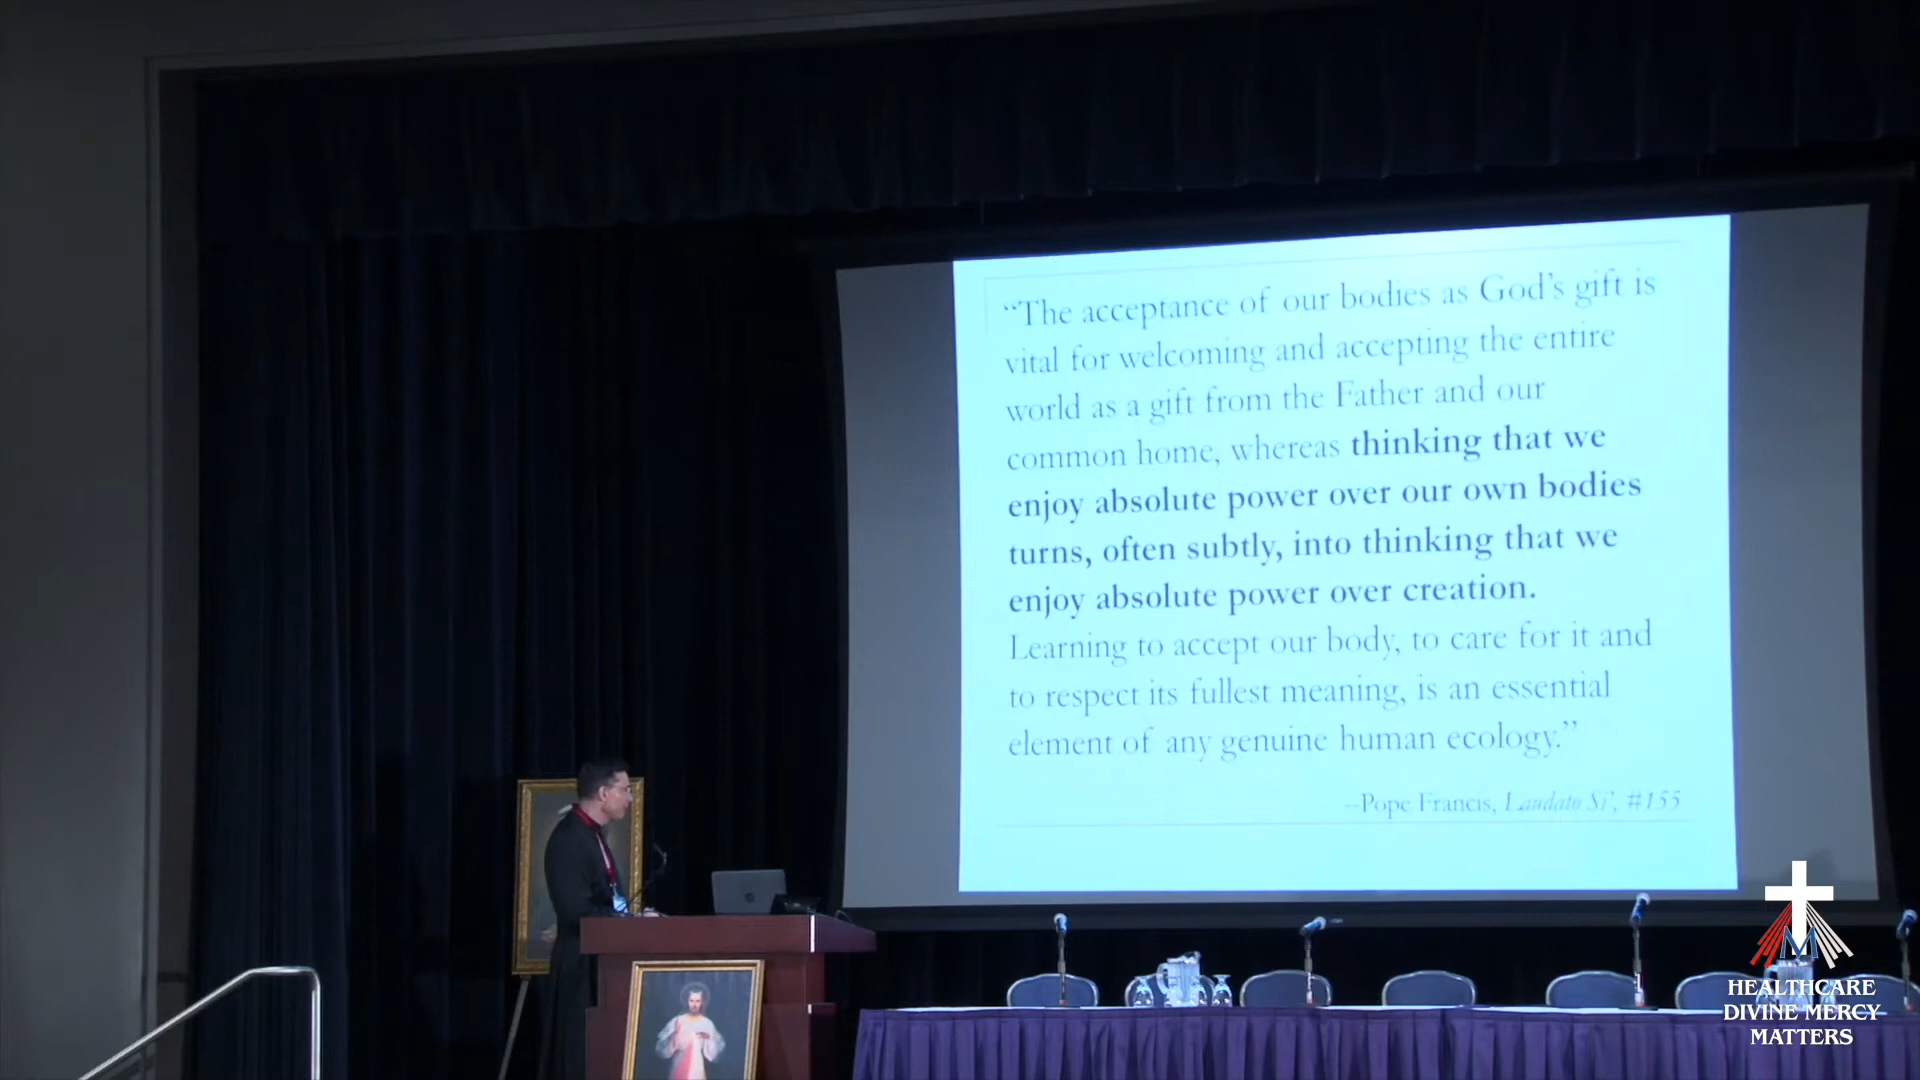 “The acceptance of our bodies as God’s gift is
vital for welcoming and accepting the entire
world as a gift from the Father and our
common home, whereas thinking that we
enjoy absolute power over our own bodies
turns, often subtly, into thinking that we
enjoy absolute power over creation.
Learning to accept our body, to care for it and
to respect its fullest meaning, is an essential
element of any genuine human ecology.”
–Pope Francis, Laudato Si’, #155
HEALTHCARE
DIVINE MERCY
MATTERS